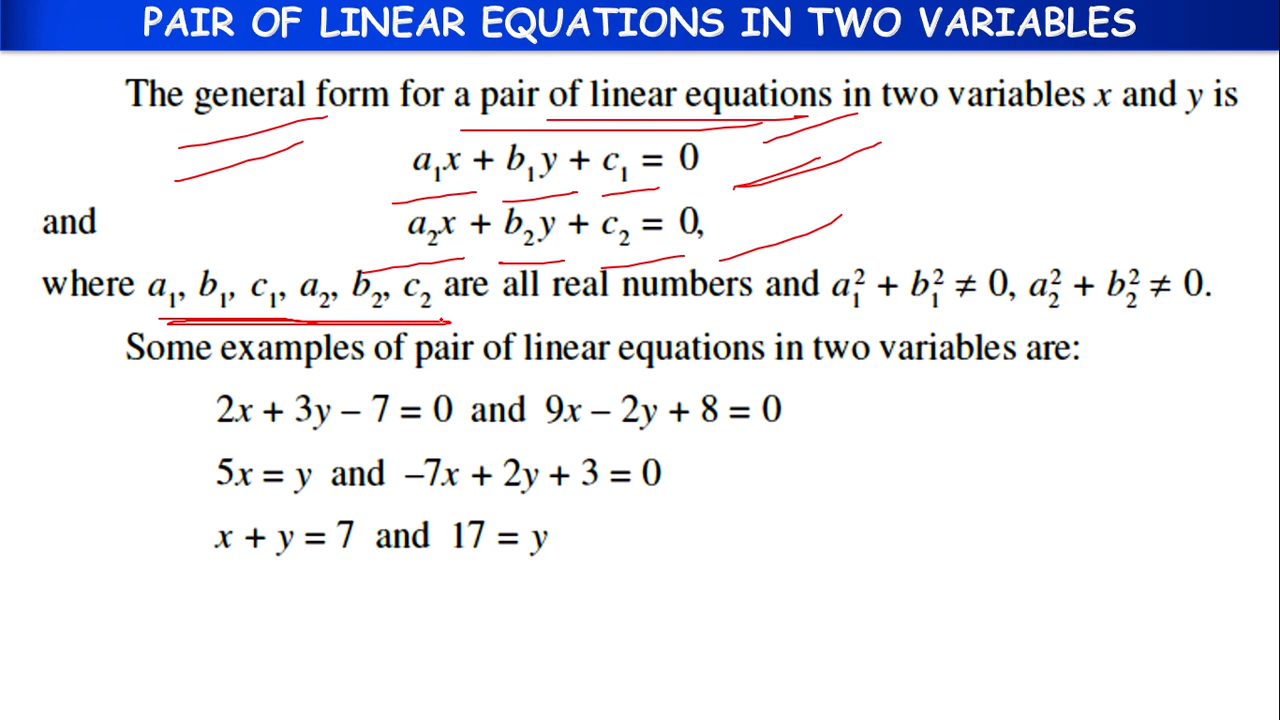 PAIR OF LINEAR EQUATIONS IN TWO VARIABLES
The general form for a pair of linear equations in two variables x and y is
a₁x + b₁y + c₁ = 0
and a₂x + b₂y + c₂ = 0,
where a₁, b₁, c₁, a₂, b₂, c₂ are all real numbers and a₁² + b₁² ≠ 0, a₂² + b₂² ≠ 0.
Some examples of pair of linear equations in two variables are:
2x + 3y – 7 = 0 and 9x – 2y + 8 = 0
5x = y and –7x + 2y + 3 = 0
x + y = 7 and 17 = y